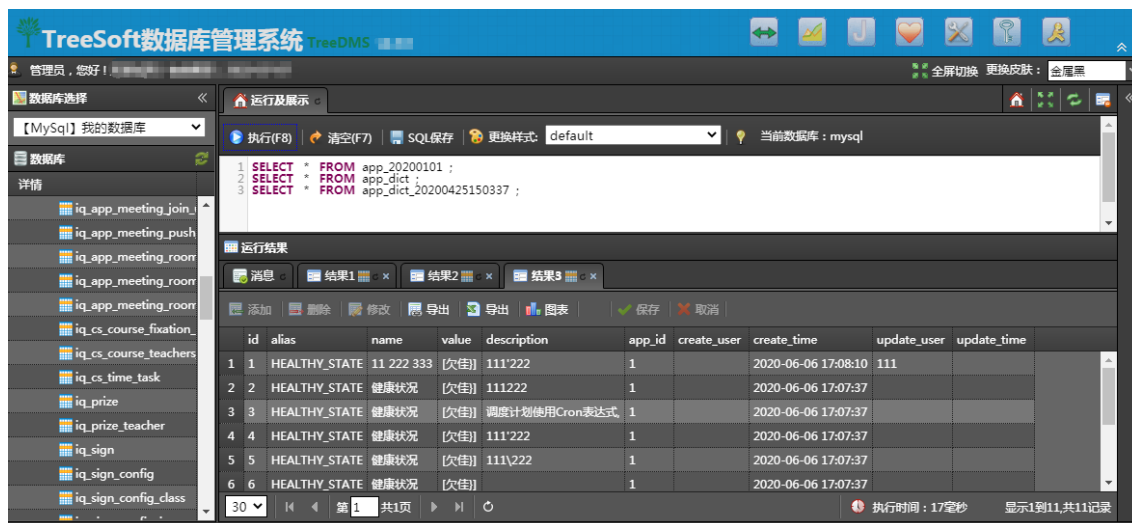 TreeSoft数据库管理系统 TreeDMS
管理员，您好！
全屏切换 更换皮肤： 金属黑
数据库选择
运行及展示
【MySql】我的数据库
执行(F8) 清空(F7) SQL保存 更换样式: default 当前数据库：mysql
数据库
详情
1 SELECT * FROM app_20200101 ;
2 SELECT * FROM app_dict ;
3 SELECT * FROM app_dict_20200425150337 ;
iq_app_meeting_join_
iq_app_meeting_push
iq_app_meeting_room
iq_app_meeting_room
iq_app_meeting_room
iq_cs_course_fixation_
iq_cs_course_teachers
iq_cs_time_task
iq_prize
iq_prize_teacher
iq_sign
iq_sign_config
iq_sign_config_class
运行结果
消息 结果1 结果2 结果3
添加 删除 修改 导出 导出 图表 保存 取消
id alias name value description app_id create_user create_time update_user update_time
1 1 HEALTHY_STATE 11 222 333 [欠佳)] 111'222 1 2020-06-06 17:08:10 111
2 2 HEALTHY_STATE 健康状况 [欠佳)] 111222 1 2020-06-06 17:07:37
3 3 HEALTHY_STATE 健康状况 [欠佳)] 调度计划使用Cron表达式, 1 2020-06-06 17:07:37
4 4 HEALTHY_STATE 健康状况 [欠佳)] 111'222 1 2020-06-06 17:07:37
5 5 HEALTHY_STATE 健康状况 [欠佳)] 111\222 1 2020-06-06 17:07:37
6 6 HEALTHY_STATE 健康状况 [欠佳)] 1 2020-06-06 17:07:37
30 第 1 共1页 执行时间：17毫秒 显示1到11,共11记录